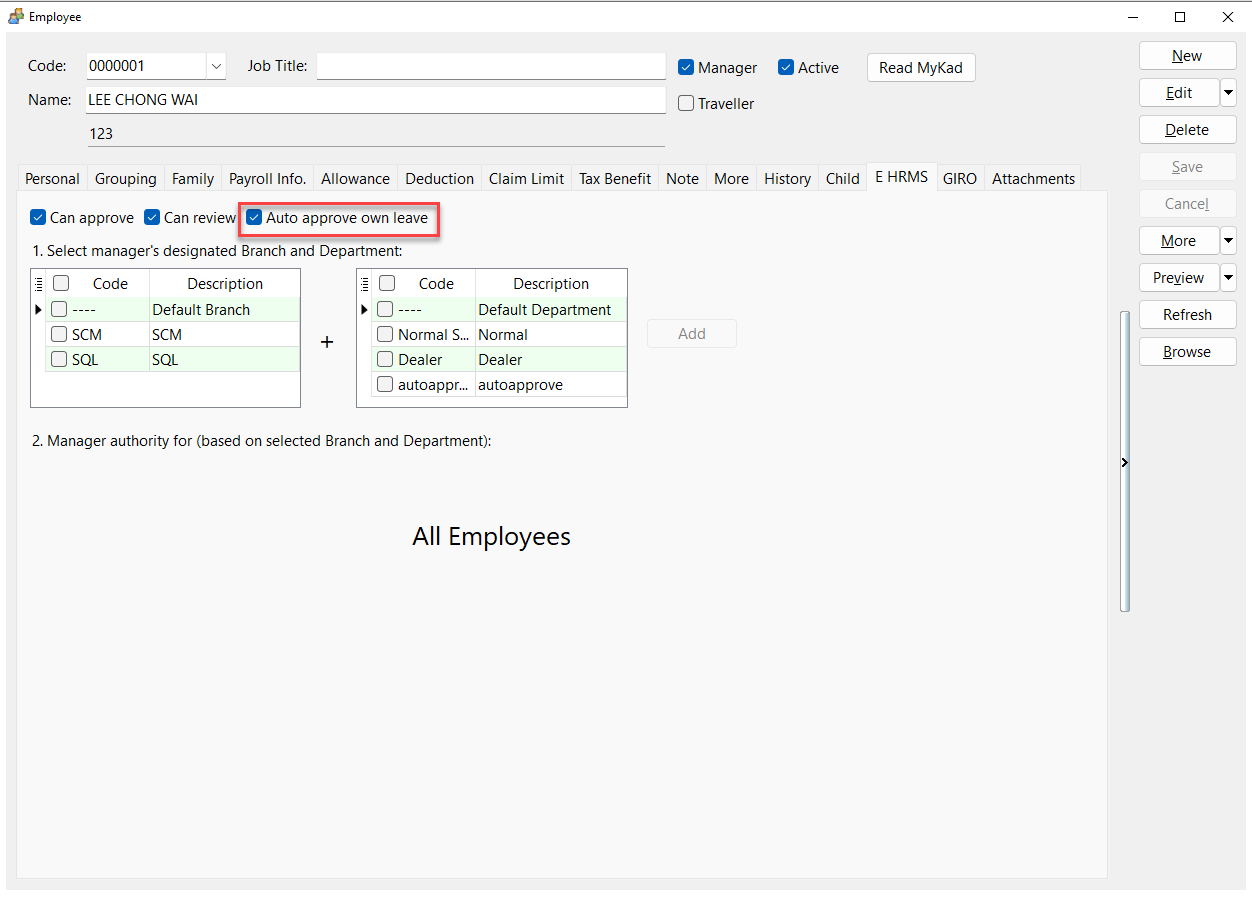 Employee
Code: 0000001 Job Title: Manager Active Read MyKad
Name: LEE CHONG WAI Traveller
123
Personal Grouping Family Payroll Info. Allowance Deduction Claim Limit Tax Benefit Note More History Child E HRMS GIRO Attachments
Can approve Can review Auto approve own leave
1. Select manager's designated Branch and Department:
Code Description
---- Default Branch
SCM SCM
SQL SQL
+
Code Description
---- Default Department
Normal S... Normal
Dealer Dealer
autoappr... autoapprove
Add
2. Manager authority for (based on selected Branch and Department):
All Employees
New
Edit
Delete
Save
Cancel
More
Preview
Refresh
Browse